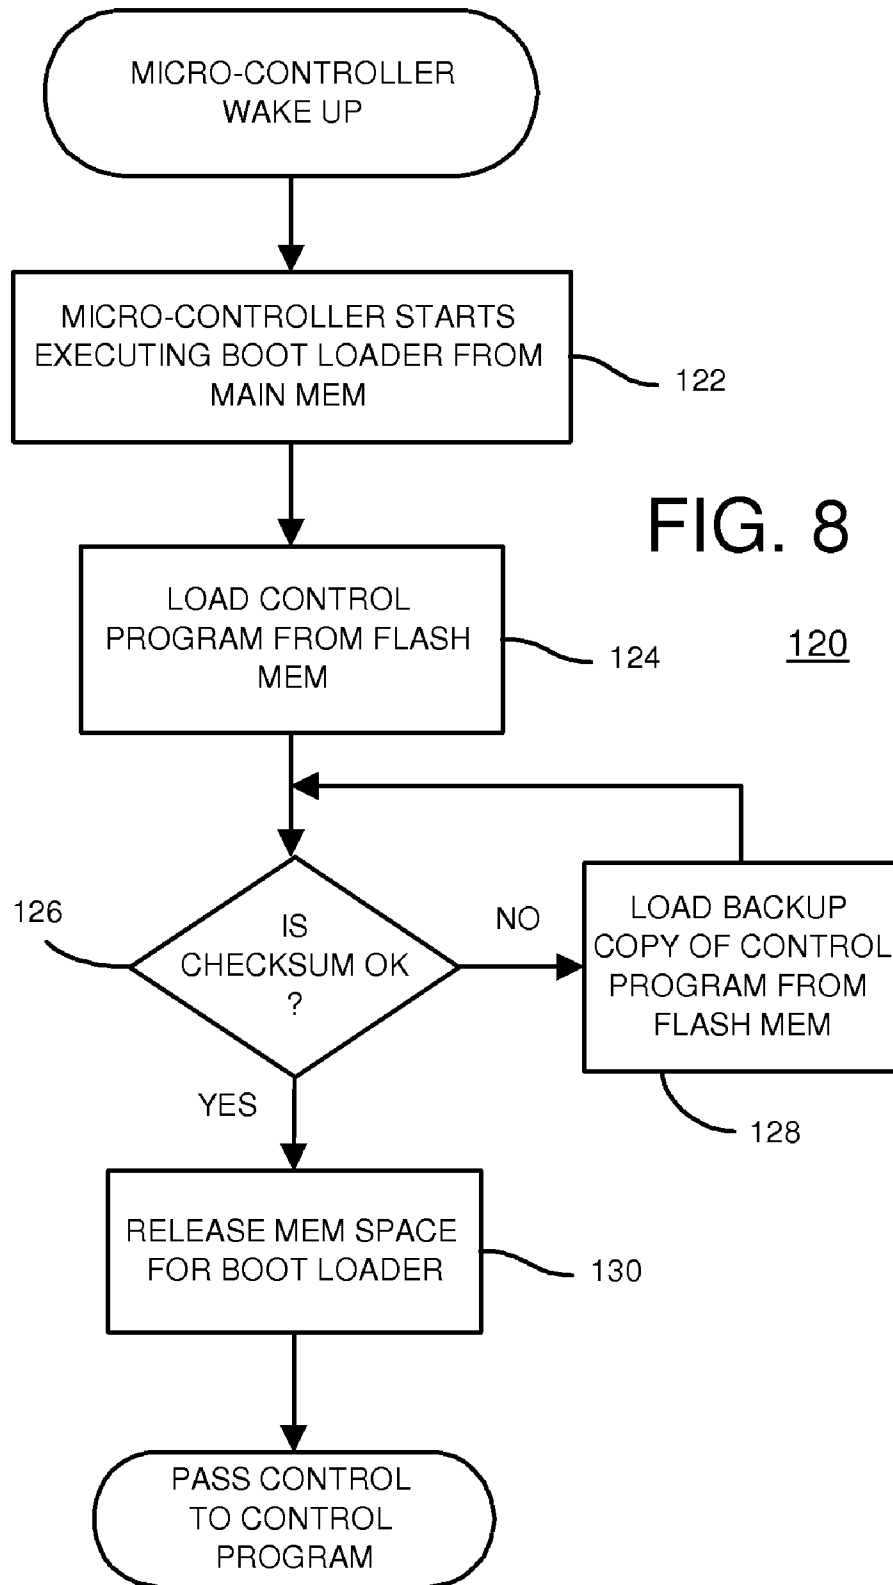 MICRO-CONTROLLER
WAKE UP
MICRO-CONTROLLER STARTS
EXECUTING BOOT LOADER FROM
MAIN MEM
122
FIG. 8
120
LOAD CONTROL
PROGRAM FROM FLASH
MEM
124
126
IS
CHECKSUM OK
?
NO
LOAD BACKUP
COPY OF CONTROL
PROGRAM FROM
FLASH MEM
128
YES
RELEASE MEM SPACE
FOR BOOT LOADER
130
PASS CONTROL
TO CONTROL
PROGRAM